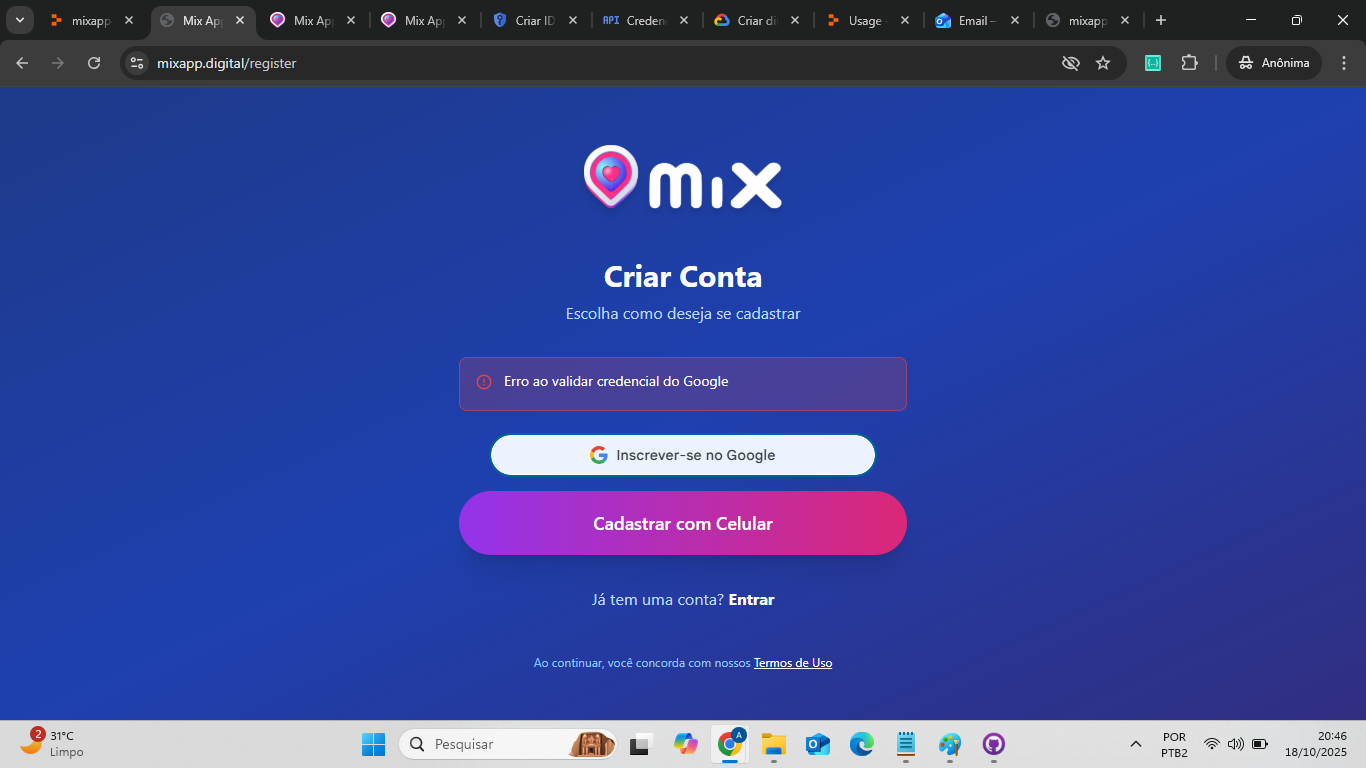 mixapp-
Mix App
Mix App
Mix App
Criar ID
API
Creden
Criar di
Usage -
Email –
mixapp.
mixapp.digital/register
Anônima
mix
Criar Conta
Escolha como deseja se cadastrar
Erro ao validar credencial do Google
Inscrever-se no Google
Cadastrar com Celular
Já tem uma conta? Entrar
Ao continuar, você concorda com nossos Termos de Uso
2
31°C
Limpo
Pesquisar
A
POR
PTB2
20:46
18/10/2025